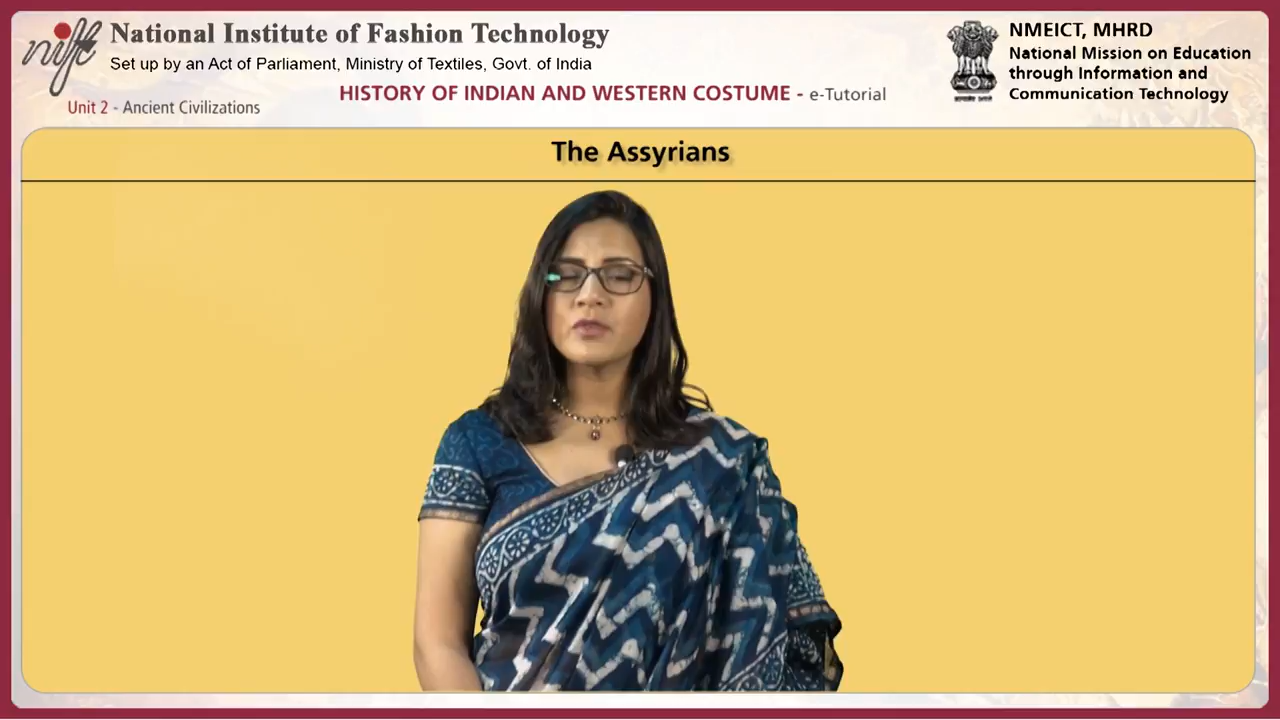 nift
National Institute of Fashion Technology
Set up by an Act of Parliament, Ministry of Textiles, Govt. of India
Unit 2 - Ancient Civilizations
HISTORY OF INDIAN AND WESTERN COSTUME - e-Tutorial
NMEICT, MHRD
National Mission on Education
through Information and
Communication Technology
The Assyrians